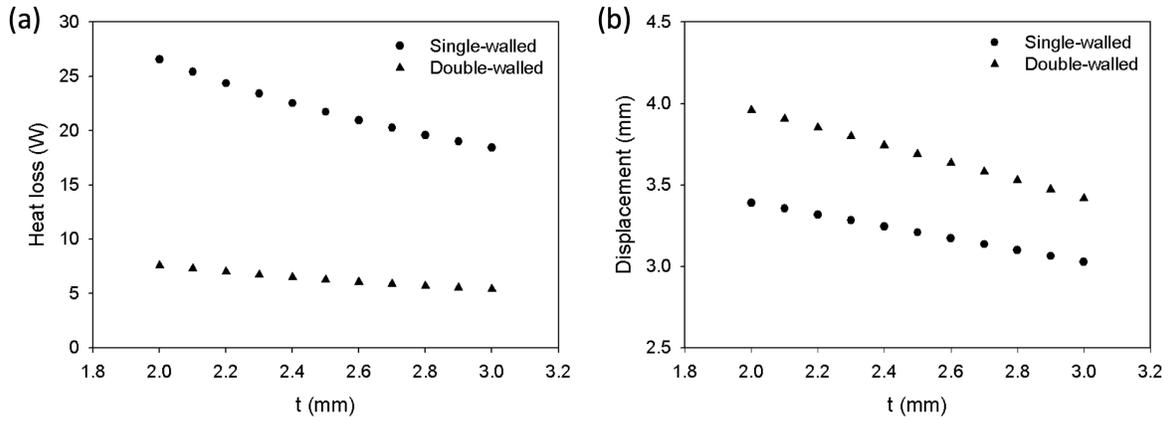 (a)
30
25
20
15
10
5
0
Heat loss (W)
Single-walled
Double-walled
1.8 2.0 2.2 2.4 2.6 2.8 3.0 3.2
t (mm)
(b)
4.5
4.0
3.5
3.0
2.5
Displacement (mm)
Single-walled
Double-walled
1.8 2.0 2.2 2.4 2.6 2.8 3.0 3.2
t (mm)